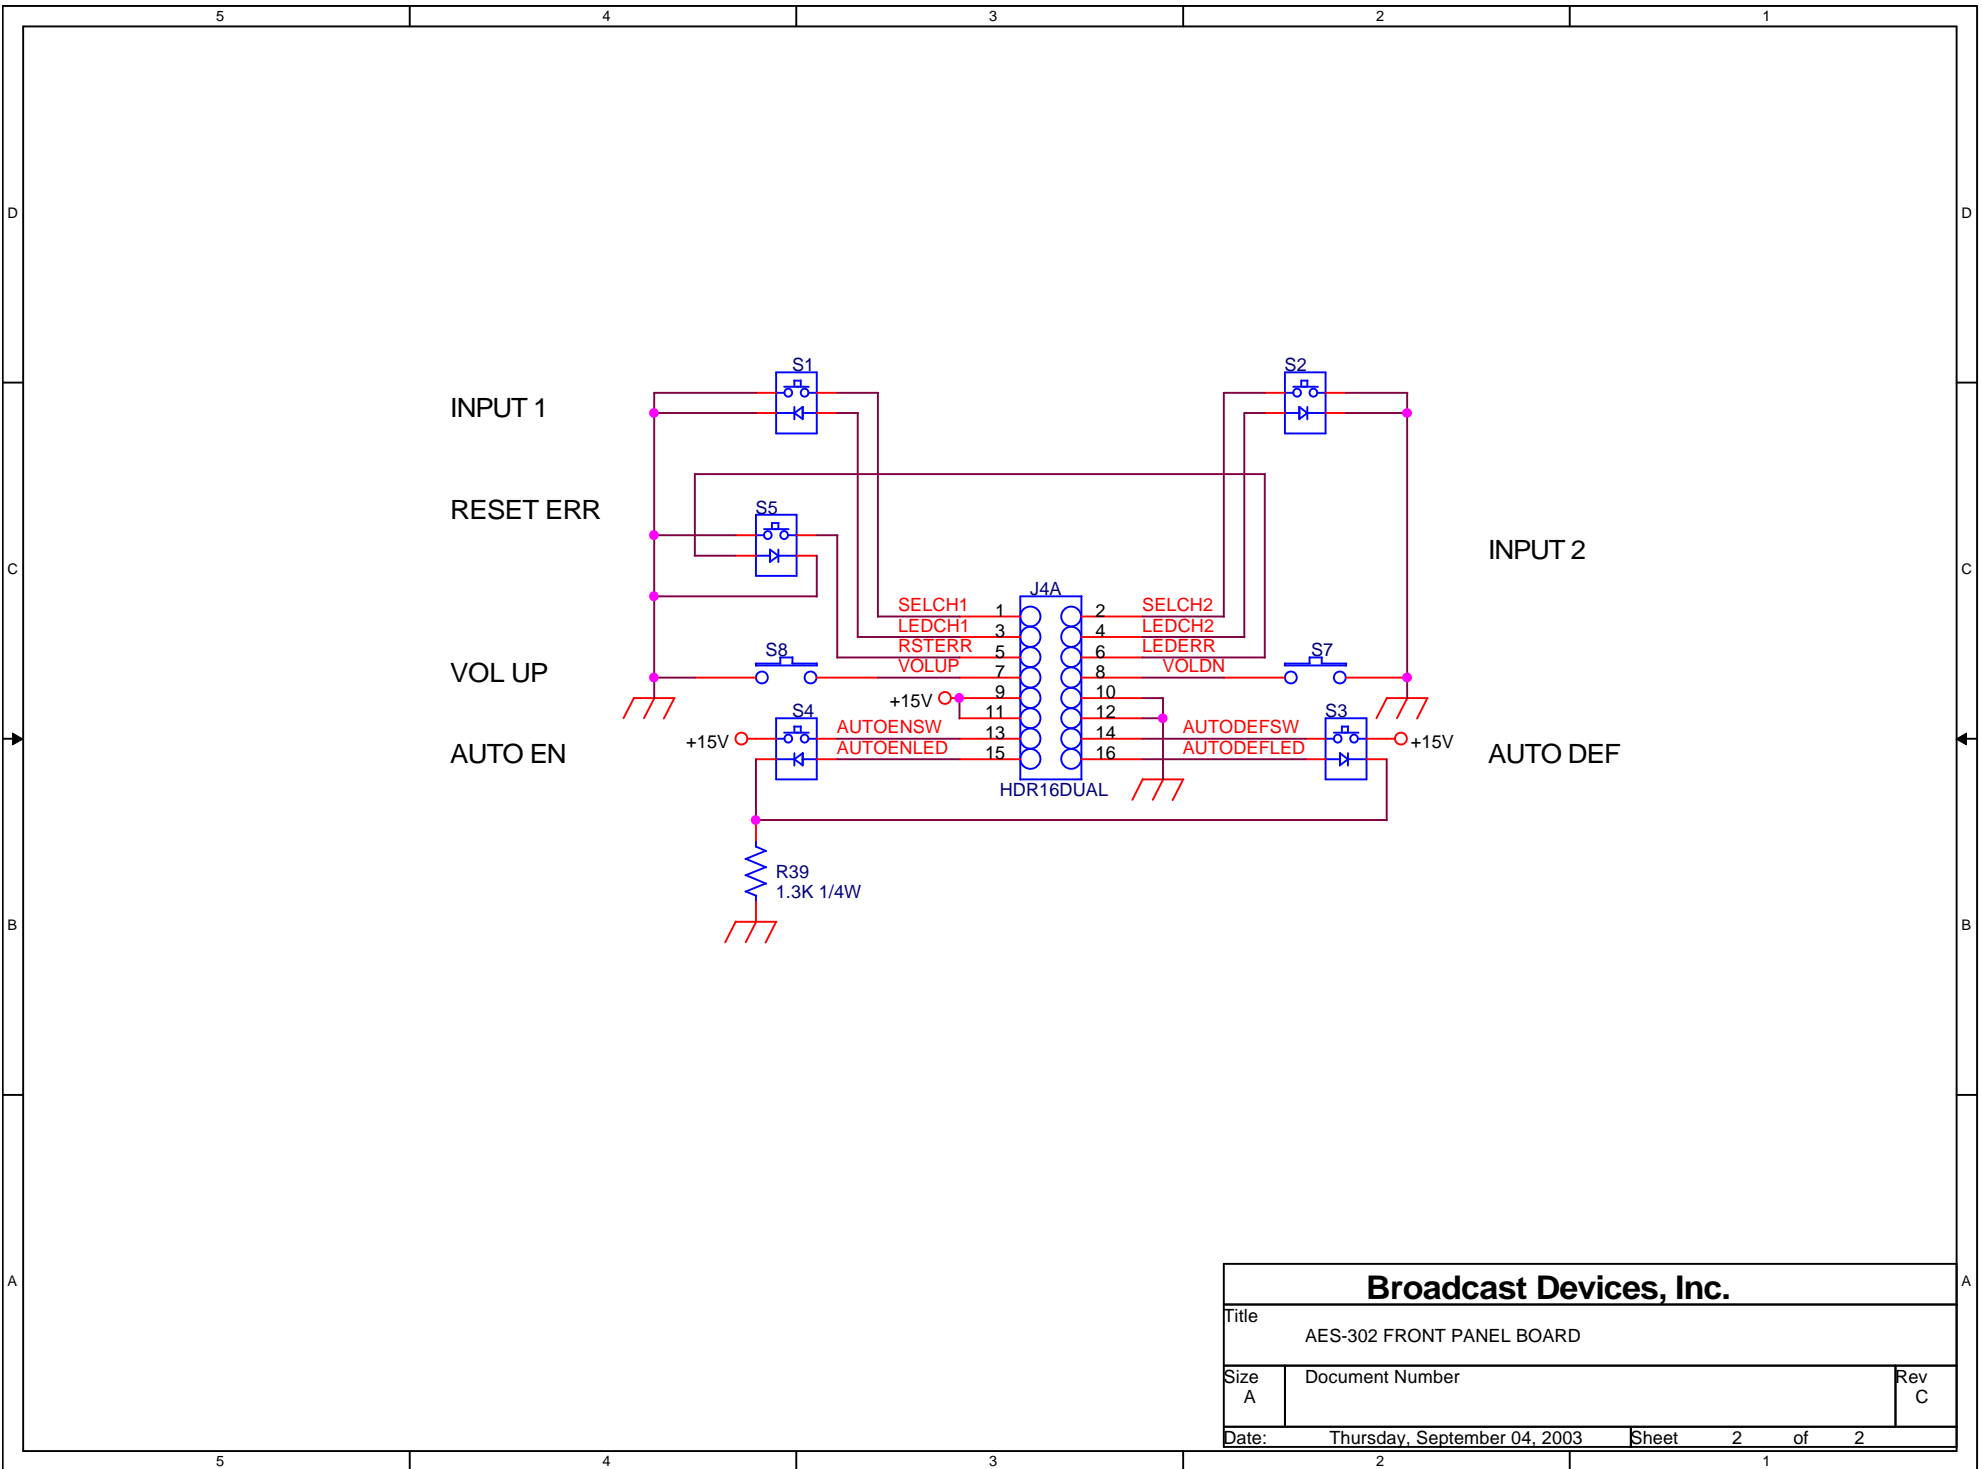 5 4 3 2 1
D D
S1 S2
INPUT 1
RESET ERR
S5
INPUT 2
C C
J4A
SELCH1 1 2 SELCH2
LEDCH1 3 4 LEDCH2
RSTERR 5 6 LEDERR
S8 S7
VOL UP VOLUP 7 8 VOLDN
+15V 9 10
S4 11 12 S3
+15V AUTOENSW 13 14 AUTODEFSW +15V
AUTO EN AUTOENLED 15 16 AUTODEFLED AUTO DEF
HDR16DUAL
R39
1.3K 1/4W
B B
A A
Broadcast Devices, Inc.
Title
AES-302 FRONT PANEL BOARD
Size Document Number Rev
A C
Date: Thursday, September 04, 2003 Sheet 2 of 2
5 4 3 2 1